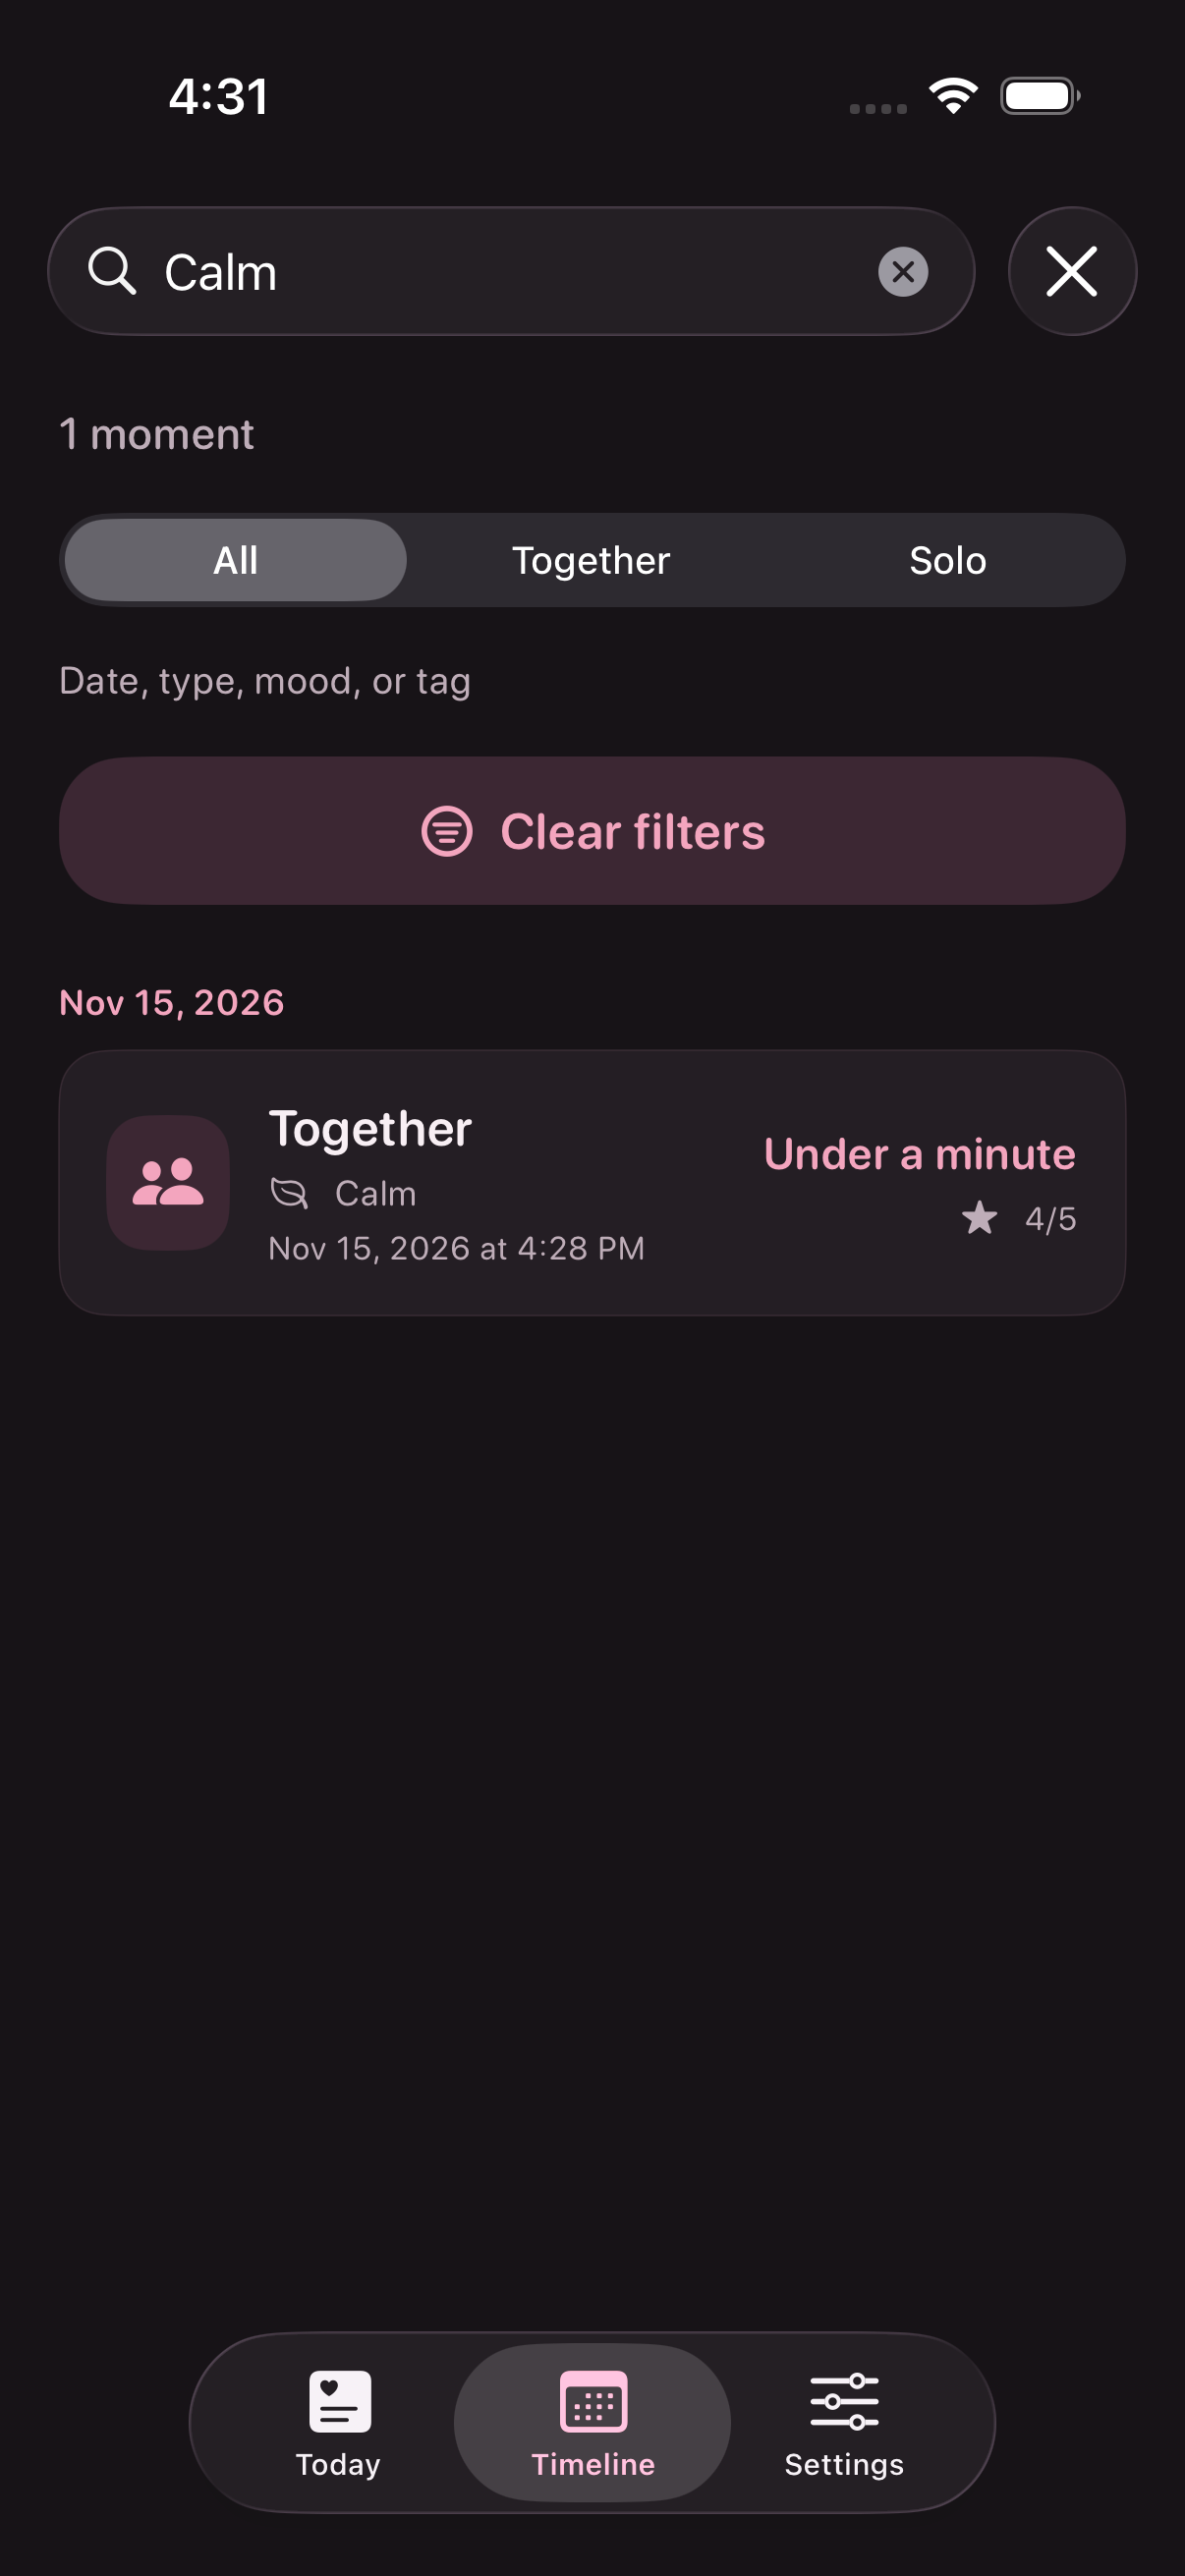 4:31
Calm
1 moment
All
Together
Solo
Date, type, mood, or tag
Clear filters
Nov 15, 2026
Together
Under a minute
Calm
4/5
Nov 15, 2026 at 4:28 PM
Today
Timeline
Settings